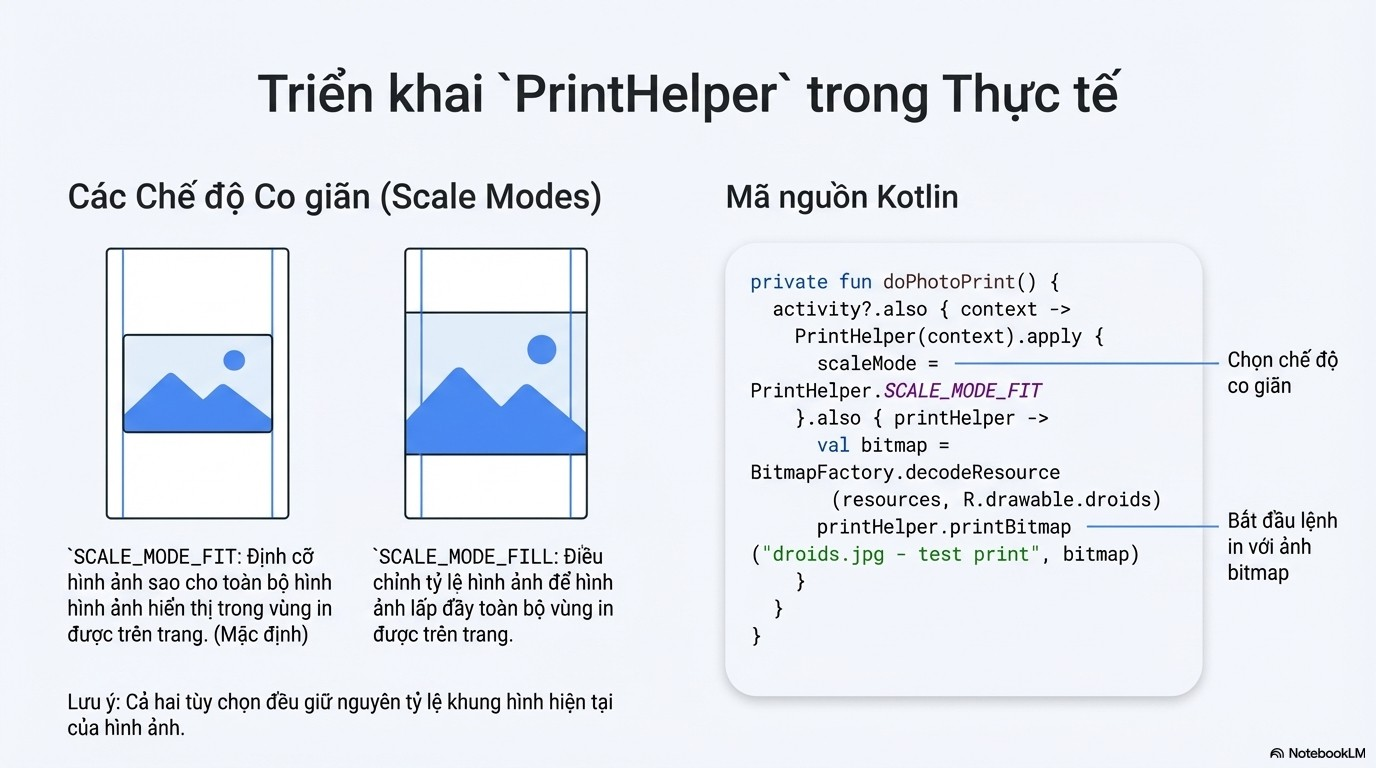 Triển khai `PrintHelper` trong Thực tế
Các Chế độ Co giãn (Scale Modes)
`SCALE_MODE_FIT: Định cỡ
hình ảnh sao cho toàn bộ hình
hình ảnh hiển thị trong vùng in
được trên trang. (Mặc định)
`SCALE_MODE_FILL: Điều
chỉnh tỷ lệ hình ảnh để hình
ảnh lấp đầy toàn bộ vùng in
được trên trang.
Lưu ý: Cả hai tùy chọn đều giữ nguyên tỷ lệ khung hình hiện tại
của hình ảnh.
Mã nguồn Kotlin
private fun doPhotoPrint() {
activity?.also { context ->
PrintHelper(context).apply {
scaleMode =
PrintHelper.SCALE_MODE_FIT
}.also { printHelper ->
val bitmap =
BitmapFactory.decodeResource
(resources, R.drawable.droids)
printHelper.printBitmap
("droids.jpg - test print", bitmap)
}
}
}
Chọn chế độ
co giãn
Bắt đầu lệnh
in với ảnh
bitmap
NotebookLM